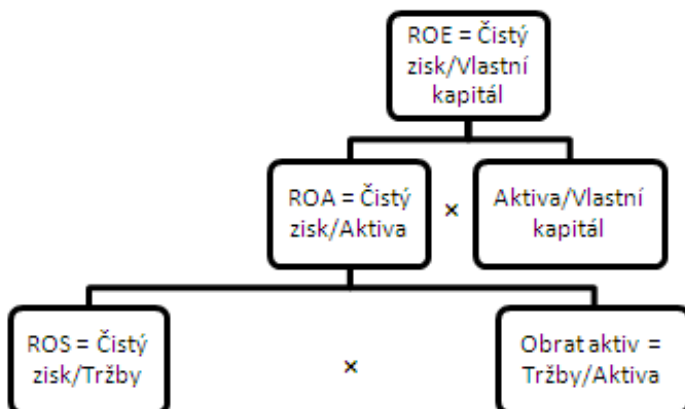 ROE = Čistý
zisk/Vlastní
kapitál
ROA = Čistý
zisk/Aktiva
×
Aktiva/Vlastní
kapitál
ROS = Čistý
zisk/Tržby
×
Obrat aktiv =
Tržby/Aktiva